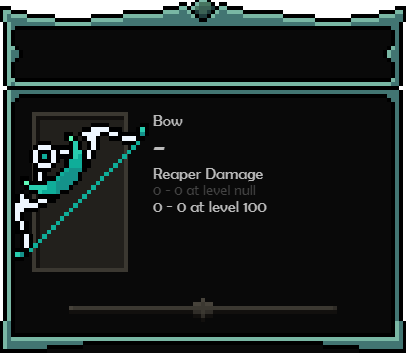 Bow
–
Reaper Damage
0 - 0 at level null
0 - 0 at level 100